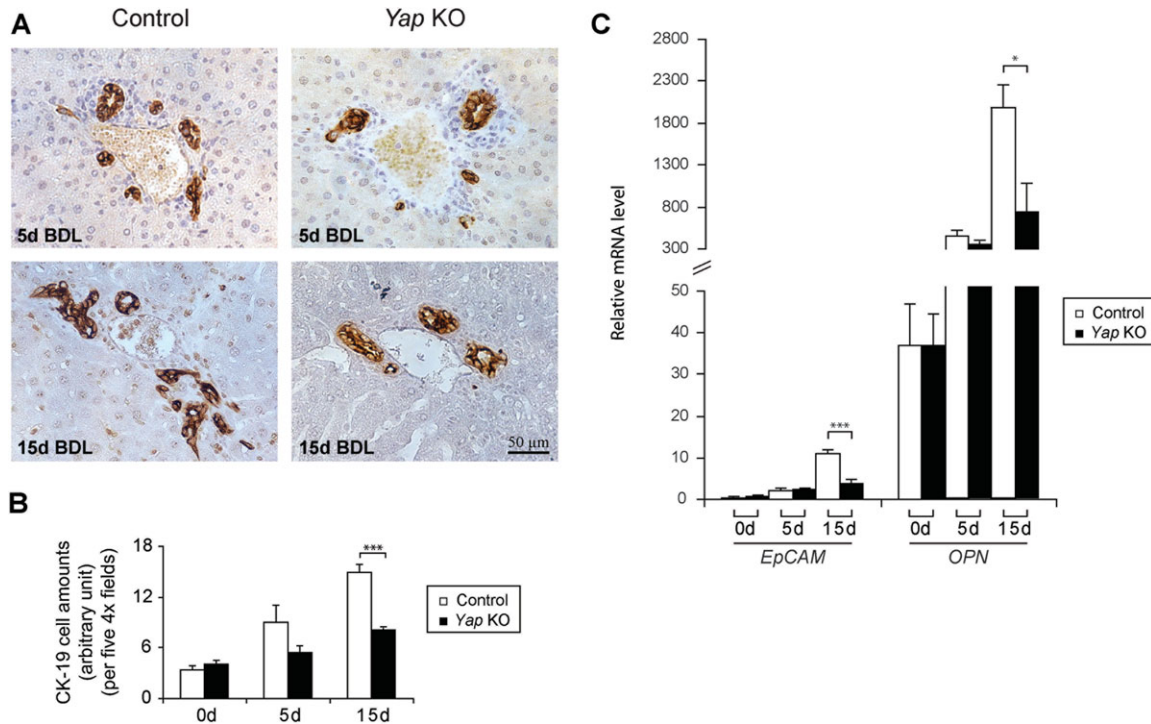 A
Control
Yap KO
5d BDL
5d BDL
15d BDL
15d BDL
50 µm
B
CK-19 cell amounts
(arbitrary unit)
(per five 4x fields)
18
12
6
0
***
0d
5d
15d
Control
Yap KO
C
Relative mRNA level
2800
2300
1800
1300
800
300
50
40
30
20
10
0
***
*
0d
5d
15d
0d
5d
15d
EpCAM
OPN
Control
Yap KO